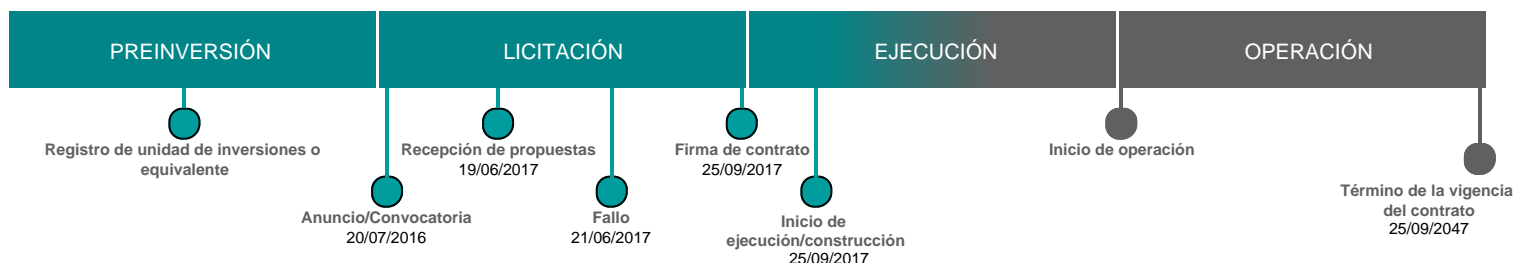 PREINVERSIÓN
LICITACIÓN
EJECUCIÓN
OPERACIÓN
Registro de unidad de inversiones o
equivalente
Anuncio/Convocatoria
20/07/2016
Recepción de propuestas
19/06/2017
Fallo
21/06/2017
Firma de contrato
25/09/2017
Inicio de
ejecución/construcción
25/09/2017
Inicio de operación
Término de la vigencia
del contrato
25/09/2047